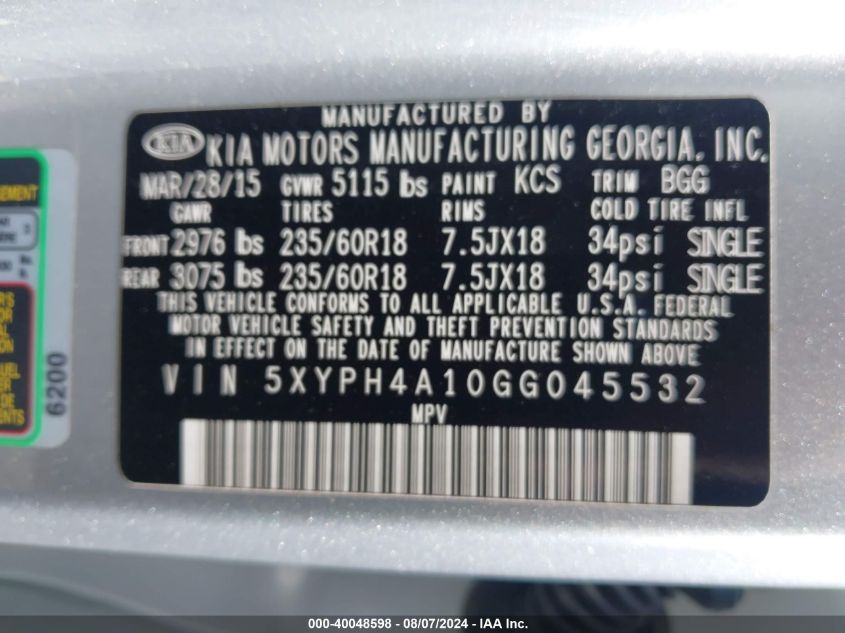 MANUFACTURED BY
KIA KIA MOTORS MANUFACTURING GEORGIA, INC.
MAR/28/15 GVWR 5115 lbs PAINT KCS TRIM BGG
GAWR TIRES RIMS COLD TIRE INFL
FRONT 2976 lbs 235/60R18 7.5JX18 34psi SINGLE
REAR 3075 lbs 235/60R18 7.5JX18 34psi SINGLE
THIS VEHICLE CONFORMS TO ALL APPLICABLE U.S.A. FEDERAL
MOTOR VEHICLE SAFETY AND THEFT PREVENTION STANDARDS
IN EFFECT ON THE DATE OF MANUFACTURE SHOWN ABOVE
VIN 5XYPH4A10GG045532
MPV
6200
000-40048598 - 08/07/2024 - IAA, Inc.